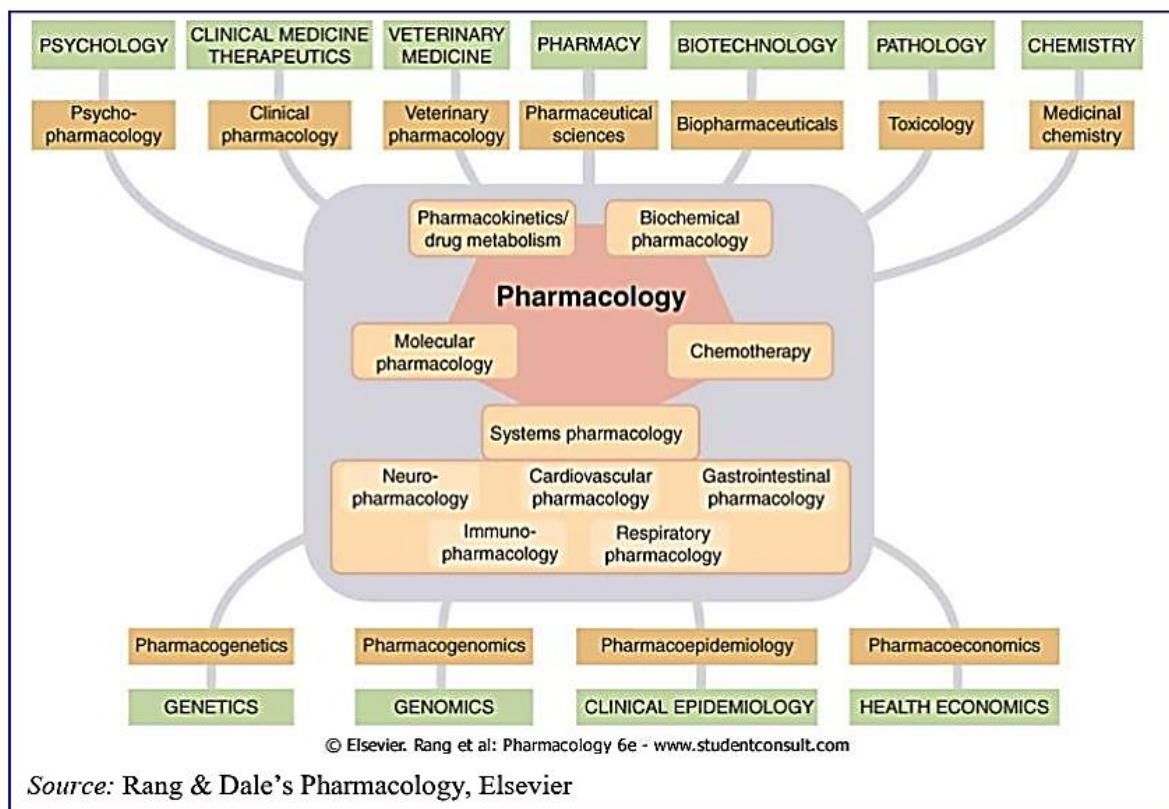 PSYCHOLOGY
CLINICAL MEDICINE
THERAPEUTICS
VETERINARY
MEDICINE
PHARMACY
BIOTECHNOLOGY
PATHOLOGY
CHEMISTRY
Psycho-
pharmacology
Clinical
pharmacology
Veterinary
pharmacology
Pharmaceutical
sciences
Biopharmaceuticals
Toxicology
Medicinal
chemistry
Pharmacokinetics/
drug metabolism
Biochemical
pharmacology
Pharmacology
Molecular
pharmacology
Chemotherapy
Systems pharmacology
Neuro-
pharmacology
Cardiovascular
pharmacology
Gastrointestinal
pharmacology
Immuno-
pharmacology
Respiratory
pharmacology
Pharmacogenetics
Pharmacogenomics
Pharmacoepidemiology
Pharmacoeconomics
GENETICS
GENOMICS
CLINICAL EPIDEMIOLOGY
HEALTH ECONOMICS
© Elsevier. Rang et al: Pharmacology 6e - www.studentconsult.com
Source: Rang & Dale’s Pharmacology, Elsevier